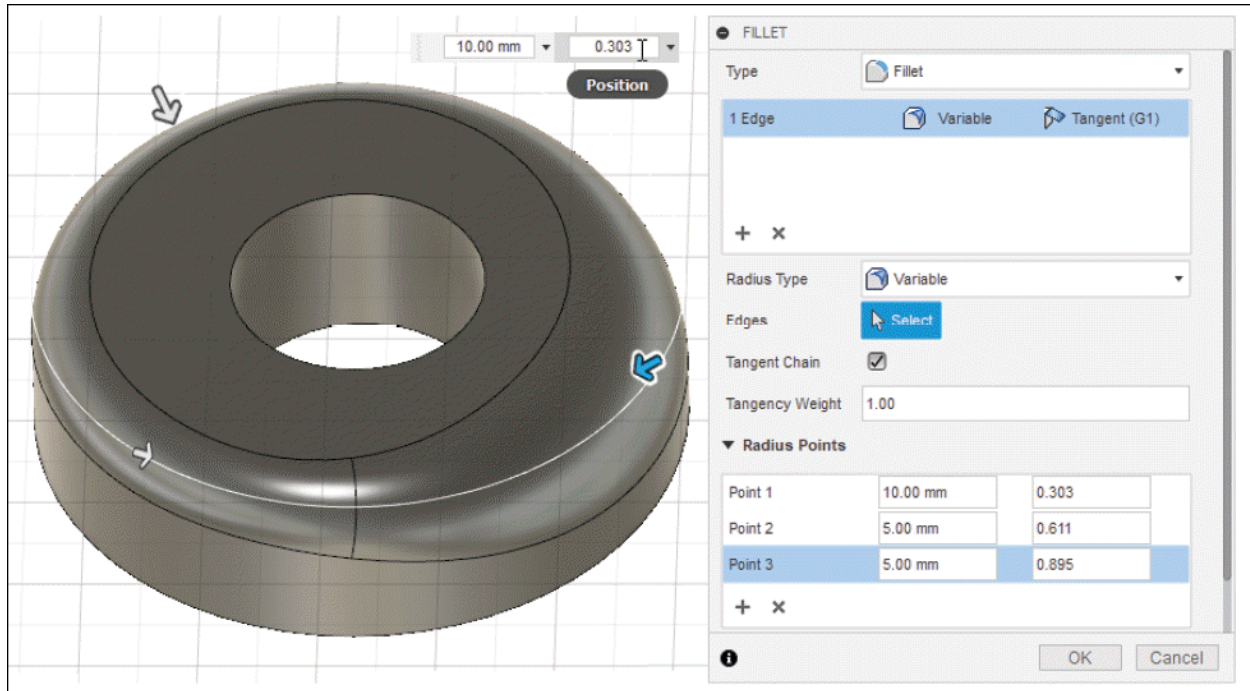 10.00 mm 0.303
Position
FILLET
Type Fillet
1 Edge Variable Tangent (G1)
Radius Type Variable
Edges Select
Tangent Chain
Tangency Weight 1.00
Radius Points
Point 1 10.00 mm 0.303
Point 2 5.00 mm 0.611
Point 3 5.00 mm 0.895
OK Cancel